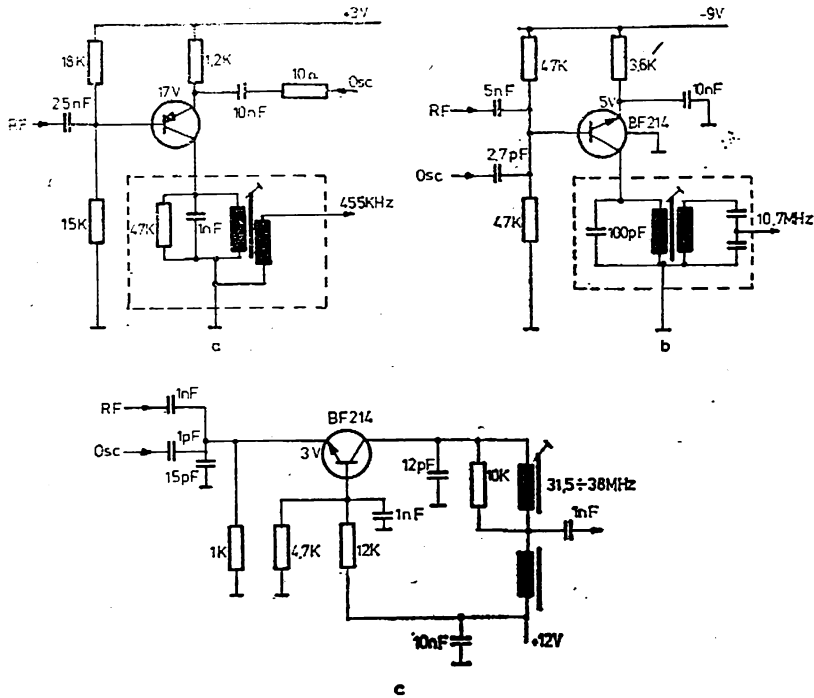 +3V
18K
1,2K
10Ω
Osc
17V
10nF
25nF
RF
15K
47K
1nF
455KHz
a
-9V
47K
3,6K
5nF
5V
10nF
RF
BF214
2,7pF
Osc
47K
100pF
10,7MHz
b
1nF
RF
BF214
Osc
1pF
3V
15pF
12pF
10K
31,5÷38MHz
1nF
1nF
1K
4,7K
12K
10nF
+12V
c